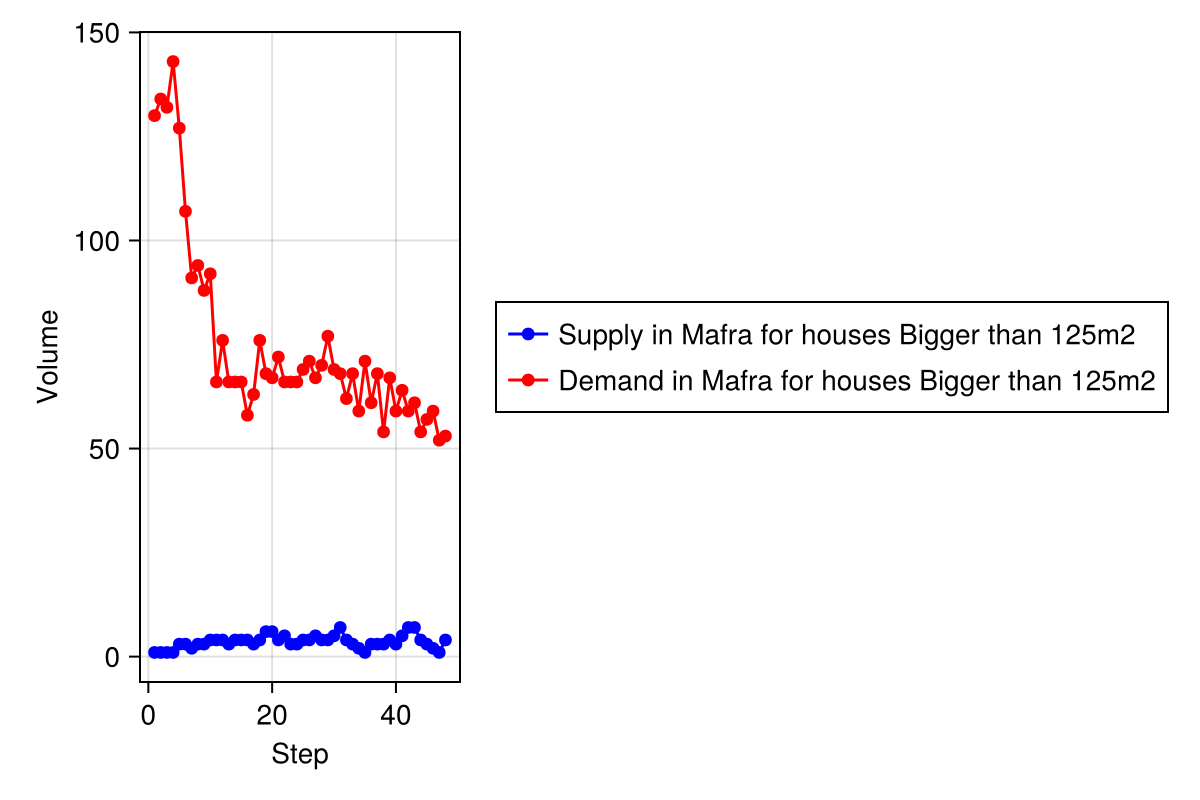 150
100
50
0
Volume
0 20 40
Step
Supply in Mafra for houses Bigger than 125m2
Demand in Mafra for houses Bigger than 125m2